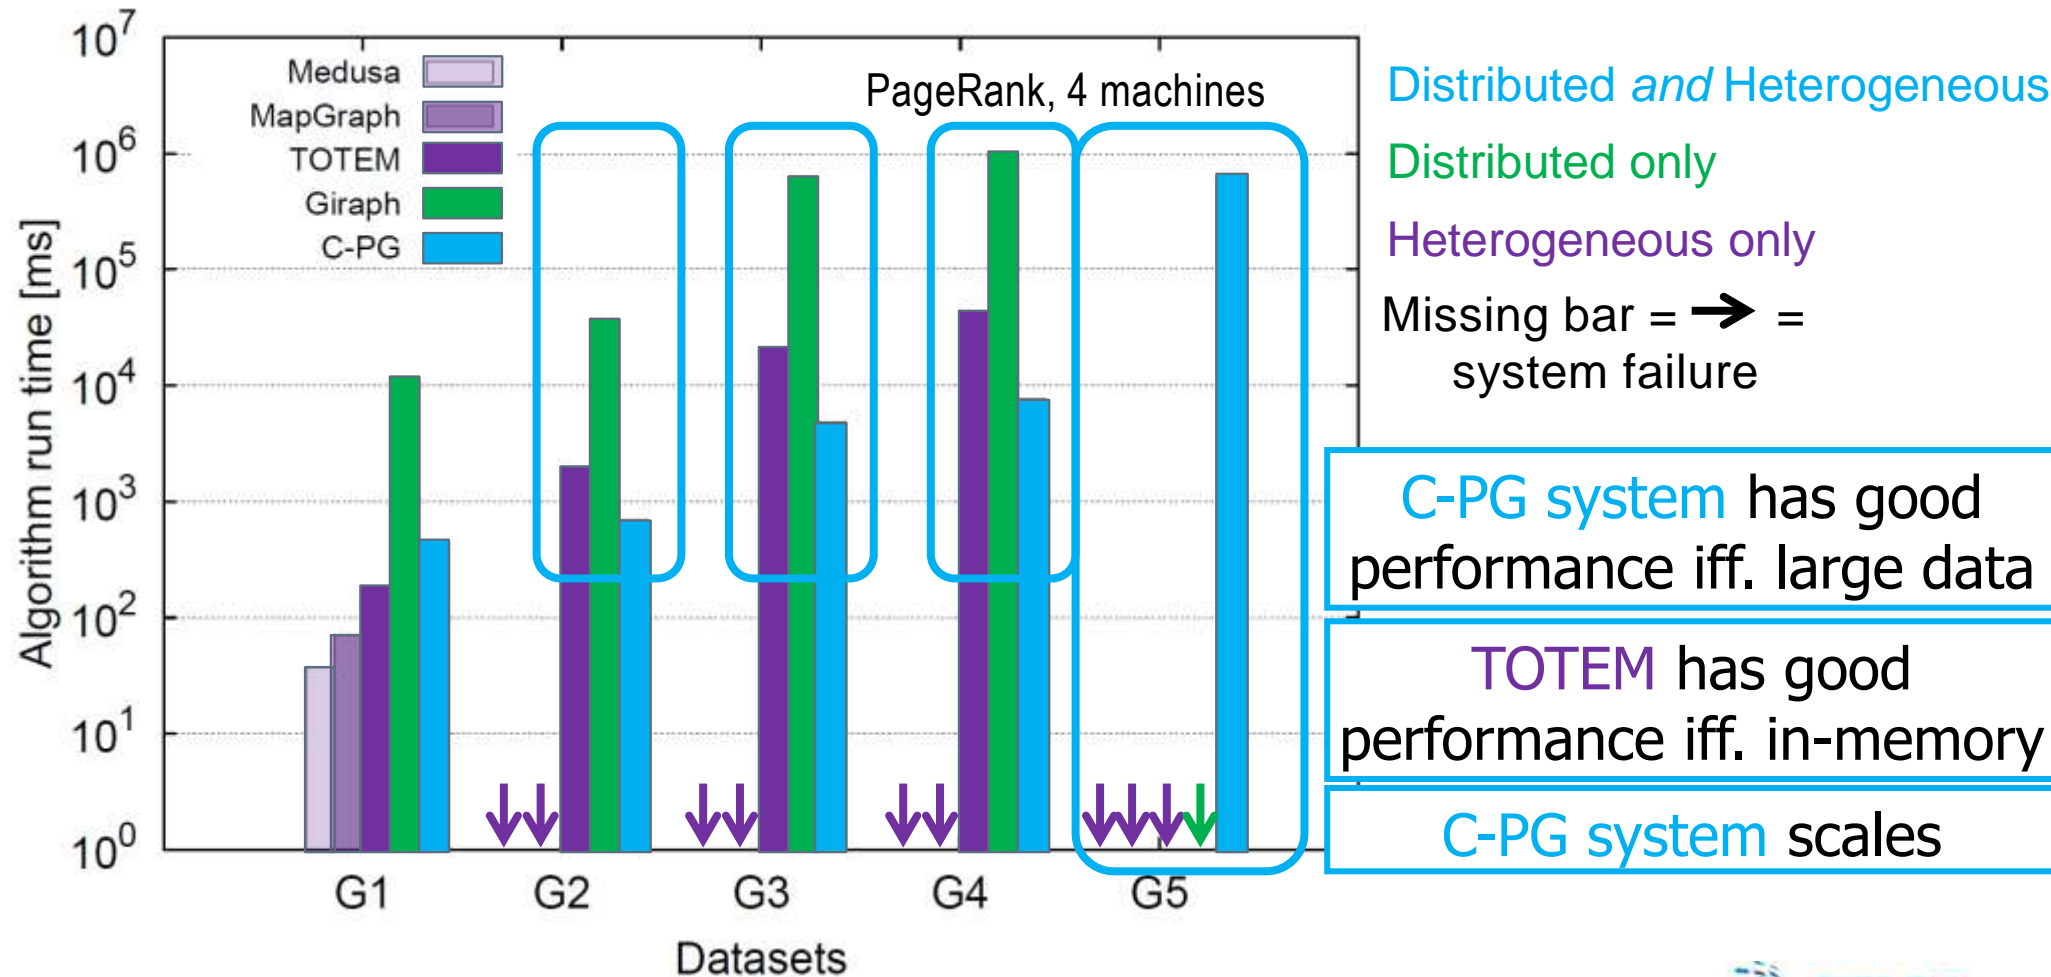 10^7
10^6
10^5
10^4
10^3
10^2
10^1
10^0
Algorithm run time [ms]
Medusa
MapGraph
TOTEM
Giraph
C-PG
PageRank, 4 machines
G1
G2
G3
G4
G5
Datasets
Distributed and Heterogeneous
Distributed only
Heterogeneous only
Missing bar = → =
system failure
C-PG system has good
performance iff. large data
TOTEM has good
performance iff. in-memory
C-PG system scales